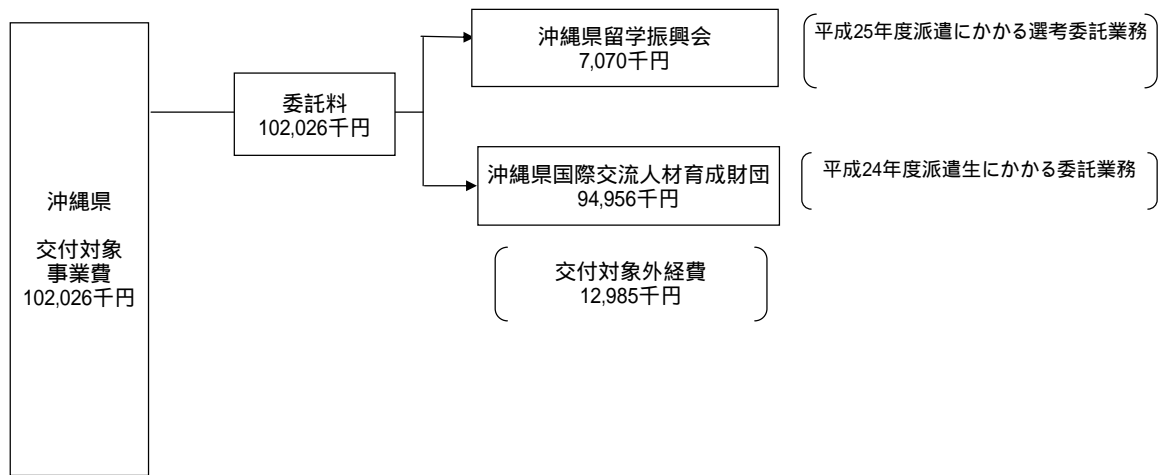 沖縄県
交付対象
事業費
102,026千円
委託料
102,026千円
沖縄県留学振興会
7,070千円
平成25年度派遣にかかる選考委託業務
沖縄県国際交流人材育成財団
94,956千円
平成24年度派遣生にかかる委託業務
交付対象外経費
12,985千円